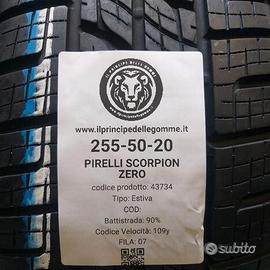 IL PRINCIPE DELLE GOMME
www.ilprincipedellegomme.it
255-50-20
PIRELLI SCORPION
ZERO
codice prodotto: 43734
Tipo: Estiva
COD:
Battistrada: 90%
Codice Velocità: 109y
FILA: 07
subito